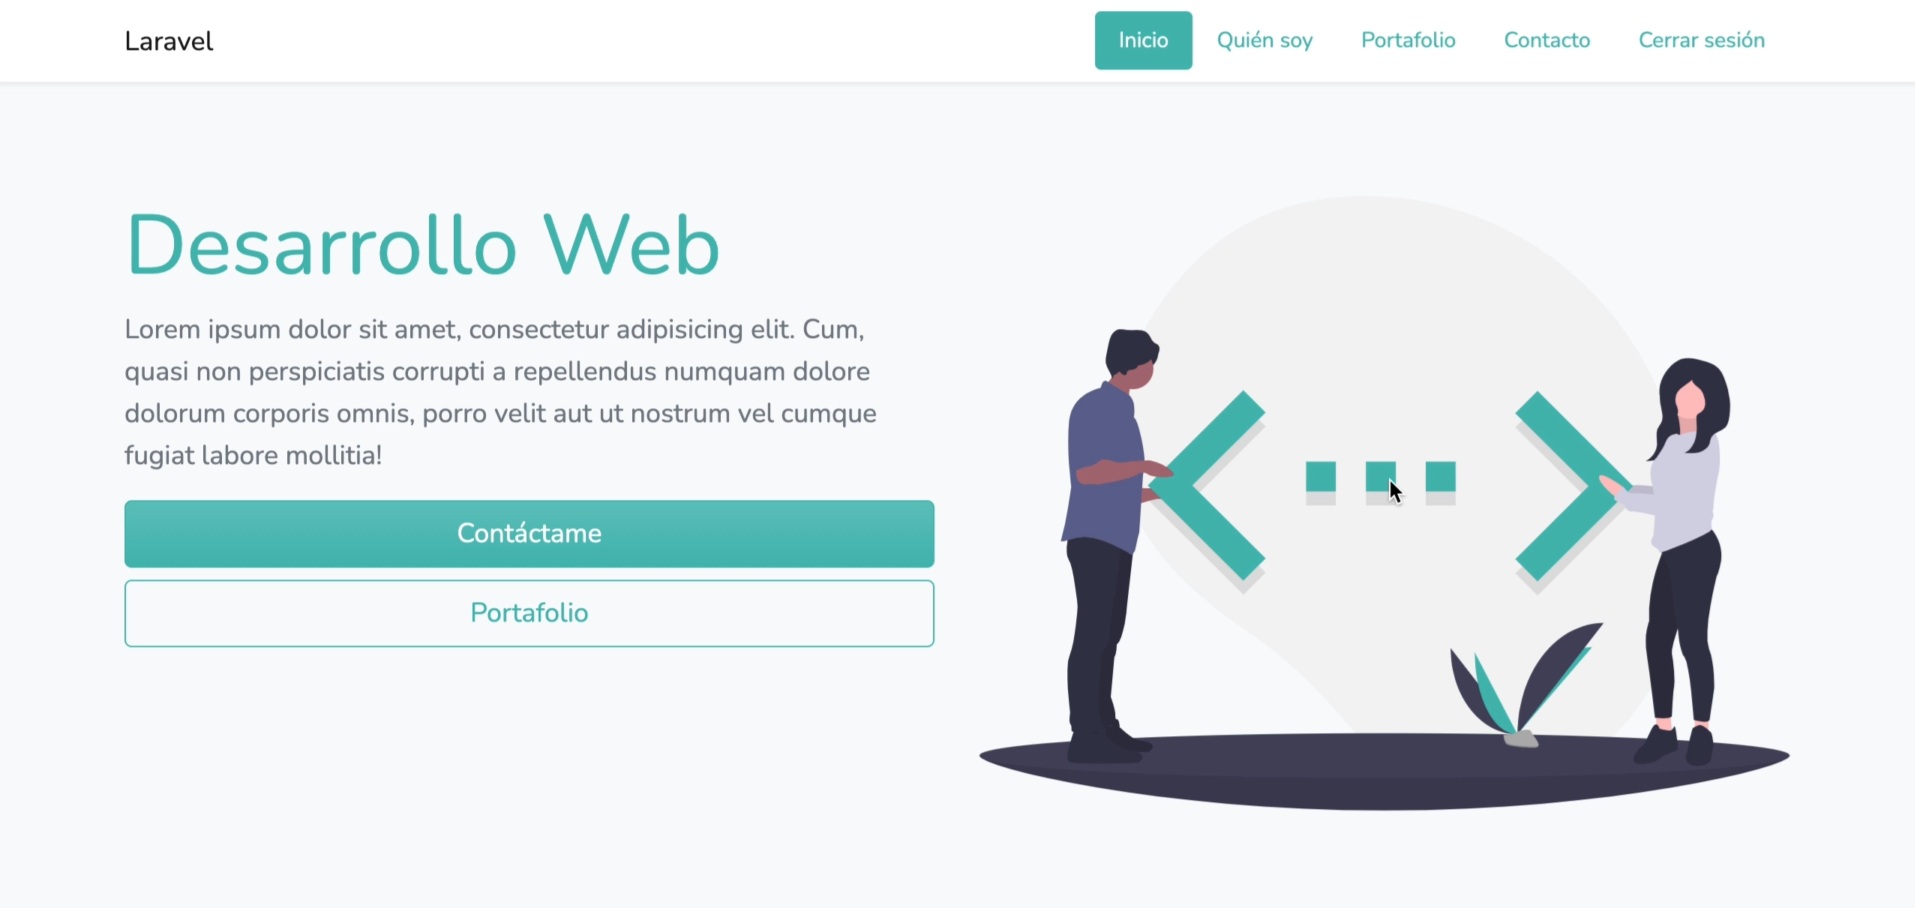 Laravel
Inicio
Quién soy
Portafolio
Contacto
Cerrar sesión
Desarrollo Web
Lorem ipsum dolor sit amet, consectetur adipisicing elit. Cum,
quasi non perspiciatis corrupti a repellendus numquam dolore
dolorum corporis omnis, porro velit aut ut nostrum vel cumque
fugiat labore mollitia!
Contáctame
Portafolio